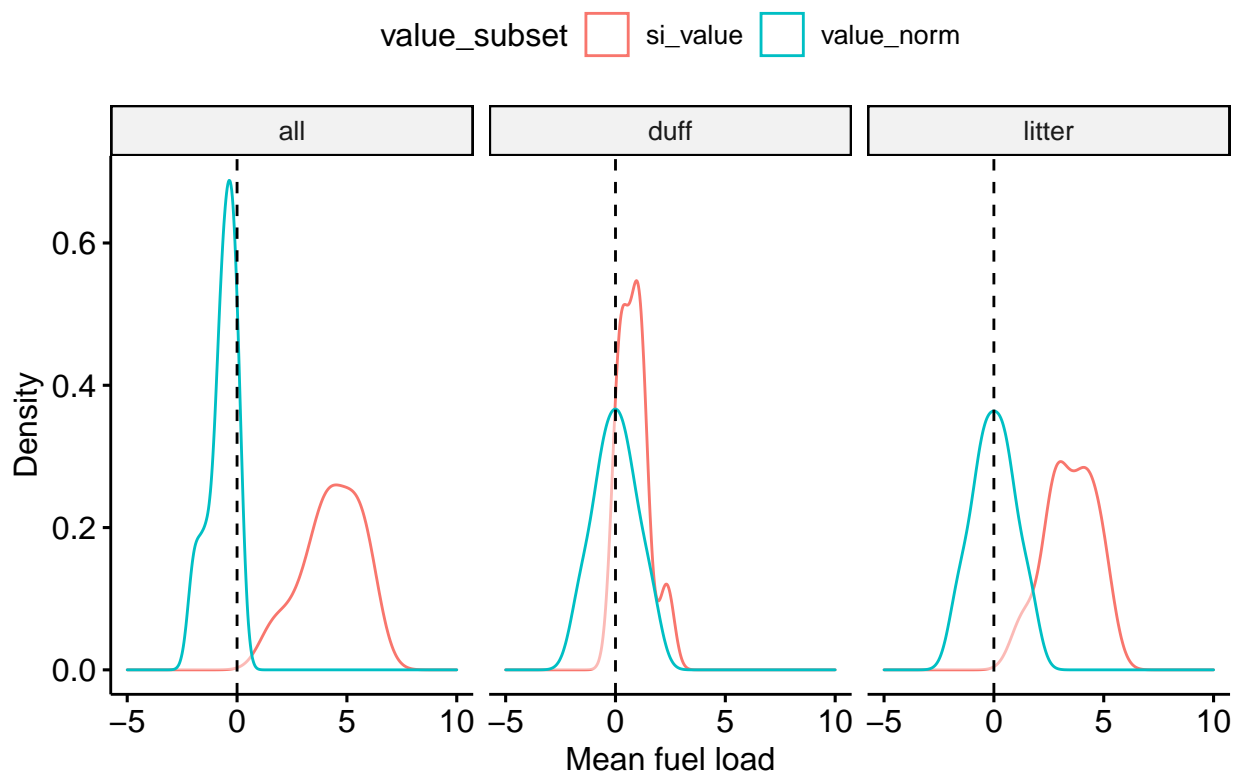 value_subset si_value value_norm
all duff litter
0.6
0.4
0.2
0.0
Density
−5 0 5 10 −5 0 5 10 −5 0 5 10
Mean fuel load